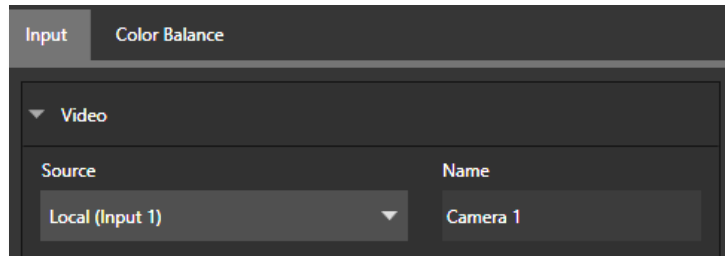 Input Color Balance
Video
Source Name
Local (Input 1) Camera 1